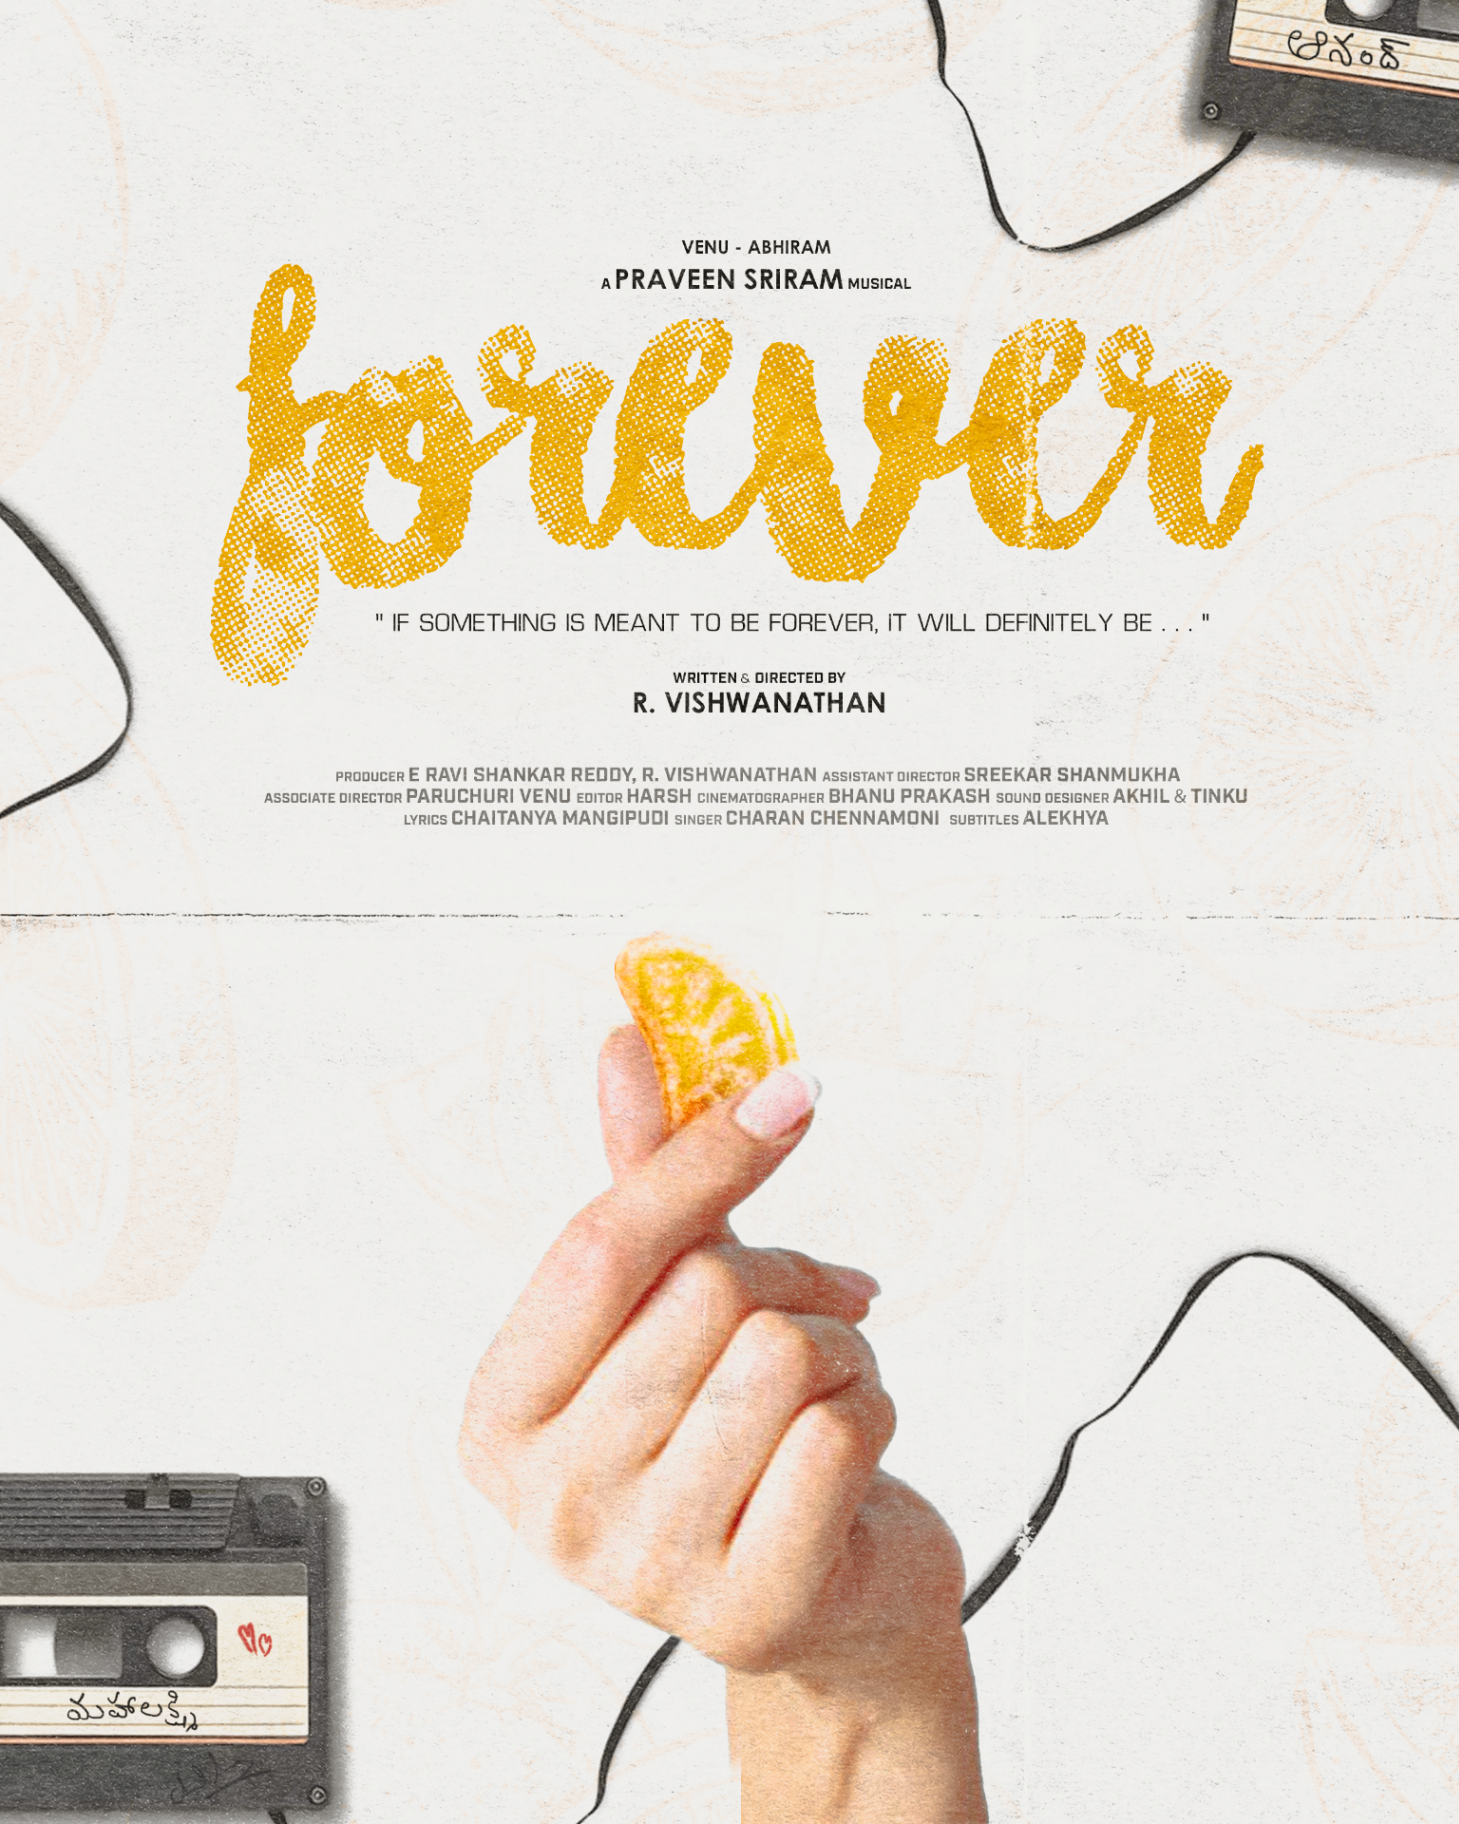 ఆనంద్
VENU - ABHIRAM
A PRAVEEN SRIRAM MUSICAL
forever
" IF SOMETHING IS MEANT TO BE FOREVER, IT WILL DEFINITELY BE . . . "
WRITTEN & DIRECTED BY
R. VISHWANATHAN
PRODUCER E RAVI SHANKAR REDDY, R. VISHWANATHAN ASSISTANT DIRECTOR SREEKAR SHANMUKHA
ASSOCIATE DIRECTOR PARUCHURI VENU EDITOR HARSH CINEMATOGRAPHER BHANU PRAKASH SOUND DESIGNER AKHIL & TINKU
LYRICS CHAITANYA MANGIPUDI SINGER CHARAN CHENNAMONI SUBTITLES ALEKHYA
మహాలక్ష్మి